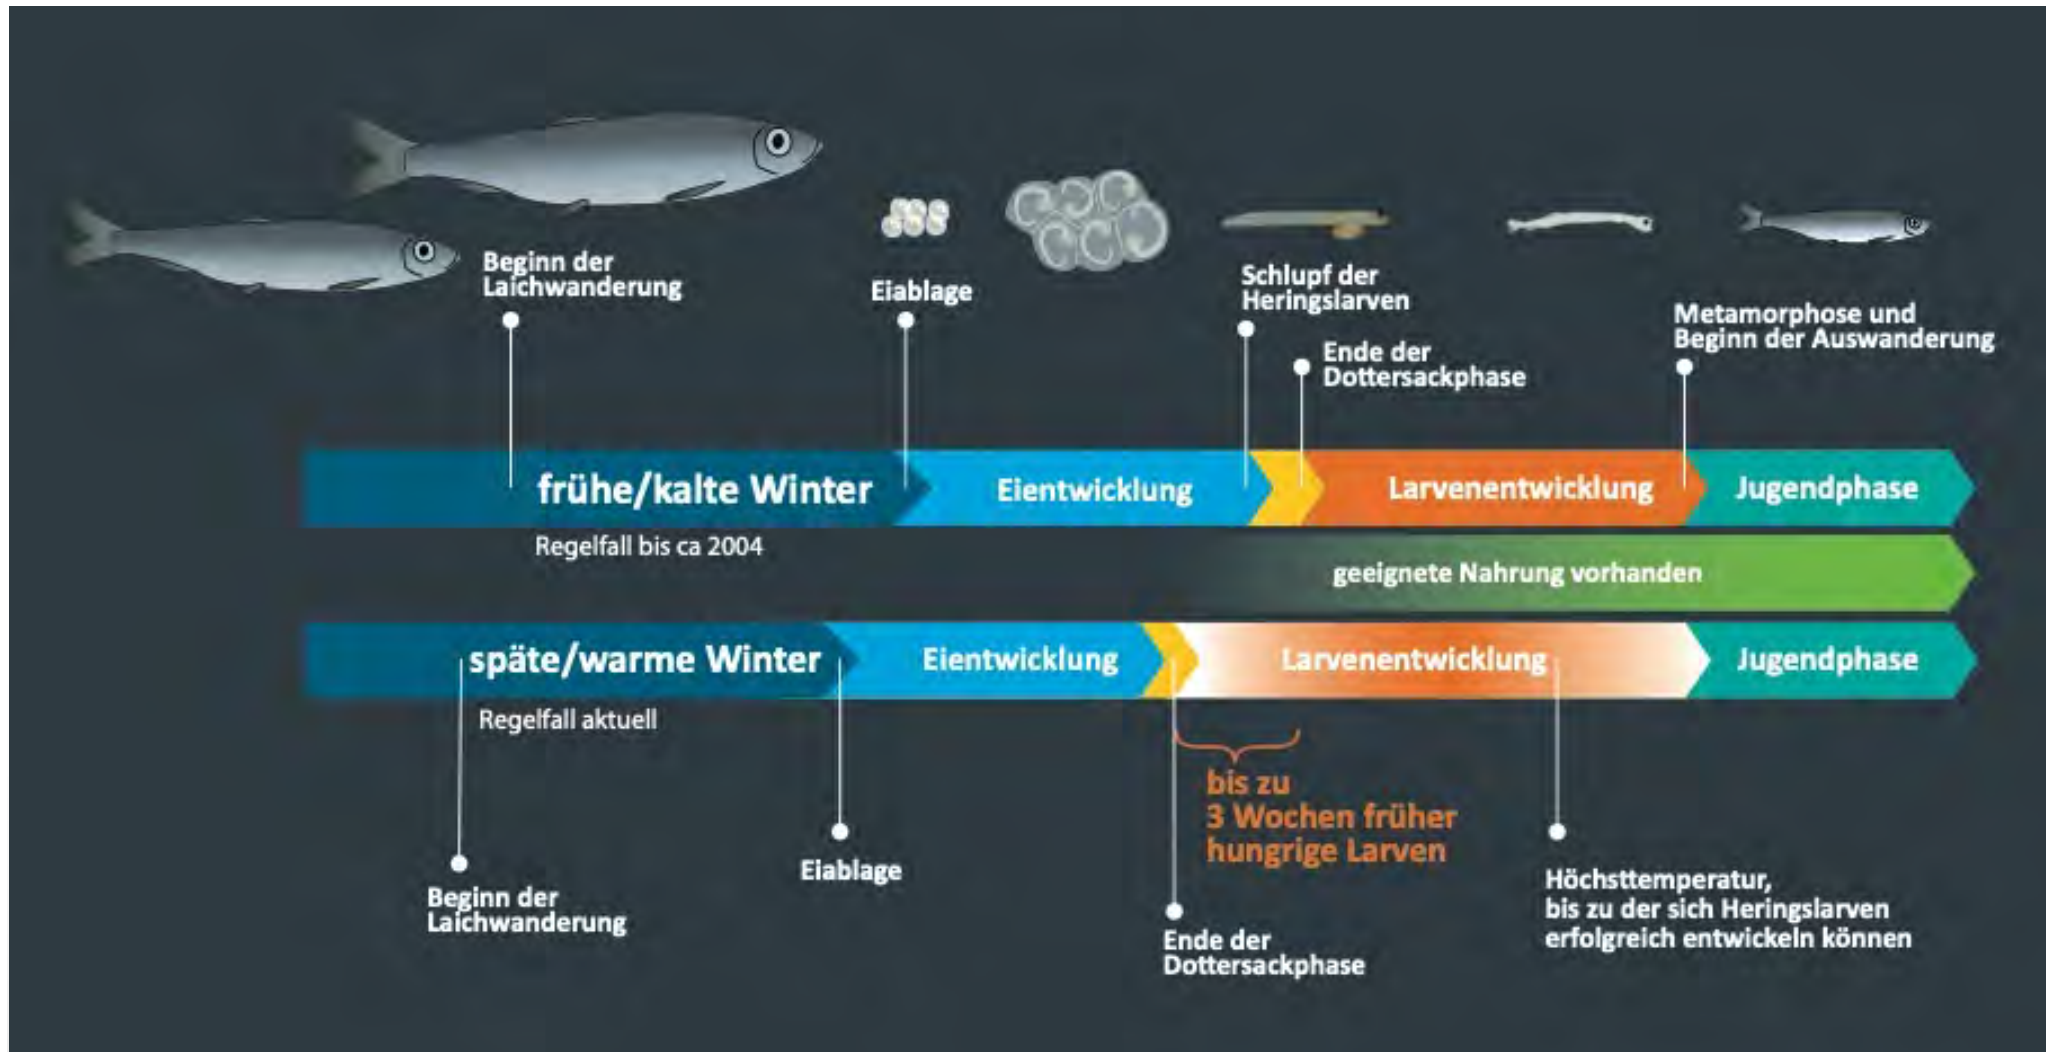 Beginn der
Laichwanderung
Eiablage
Schlupf der
Heringslarven
Ende der
Dottersackphase
Metamorphose und
Beginn der Auswanderung
frühe/kalte Winter
Eientwicklung
Larvenentwicklung
Jugendphase
Regelfall bis ca 2004
geeignete Nahrung vorhanden
späte/warme Winter
Eientwicklung
Larvenentwicklung
Jugendphase
Regelfall aktuell
bis zu
3 Wochen früher
hungrige Larven
Eiablage
Beginn der
Laichwanderung
Höchsttemperatur,
bis zu der sich Heringslarven
erfolgreich entwickeln können
Ende der
Dottersackphase